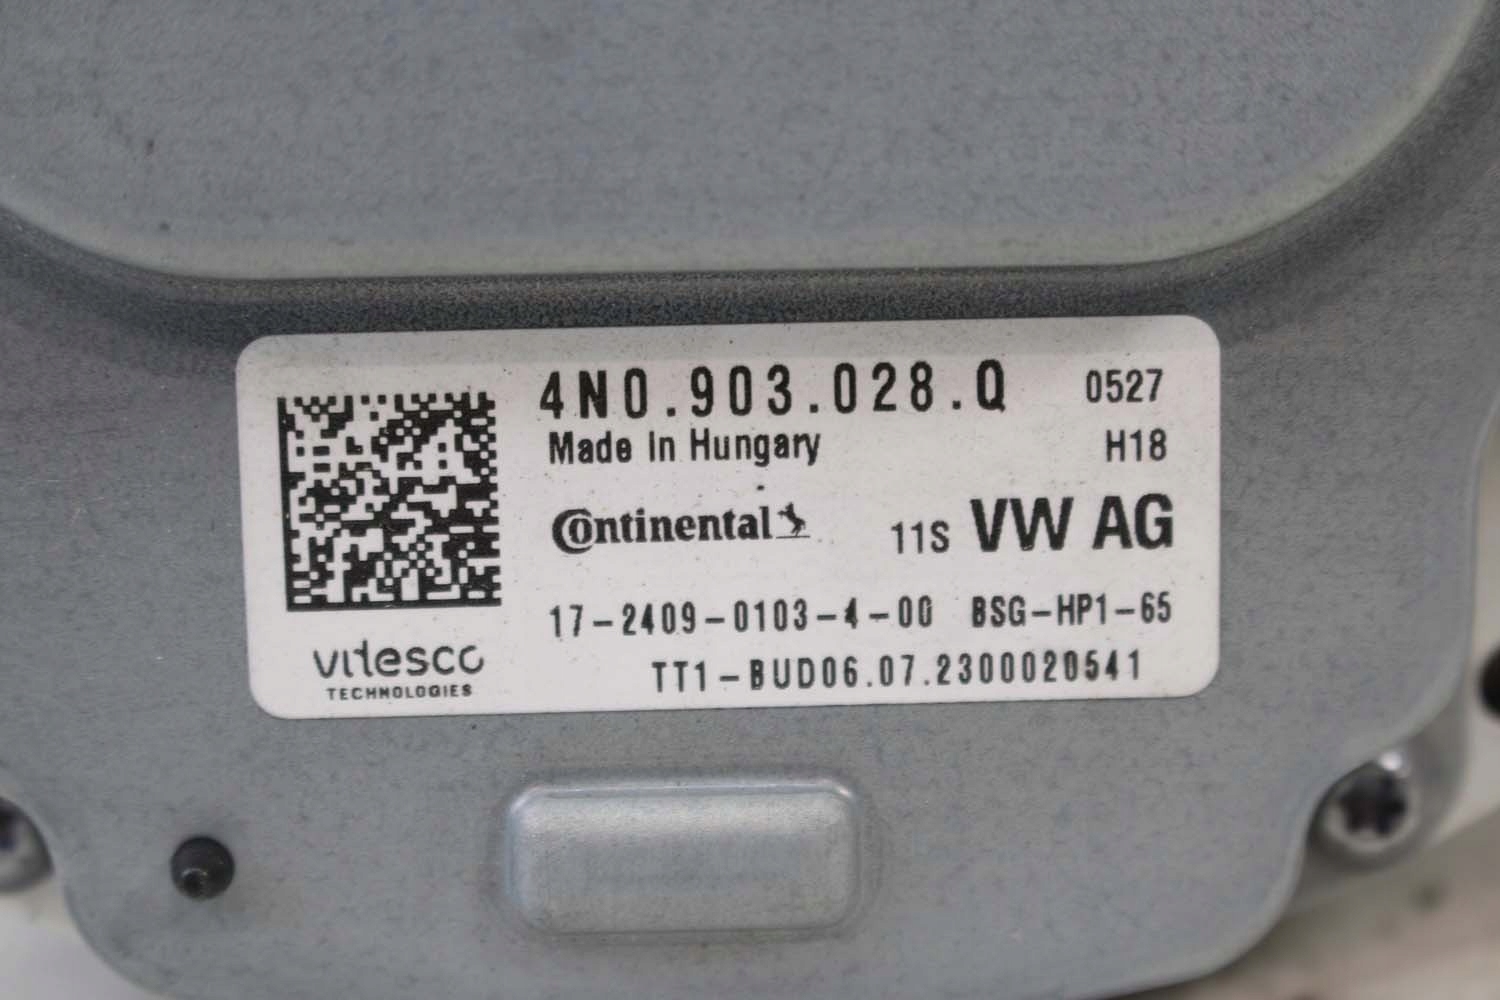 4N0.903.028.Q 0527
Made in Hungary H18
Continental 11S VW AG
17-2409-0103-4-00 BSG-HP1-65
vitesco TT1-BUD06.07.2300020541
TECHNOLOGIES